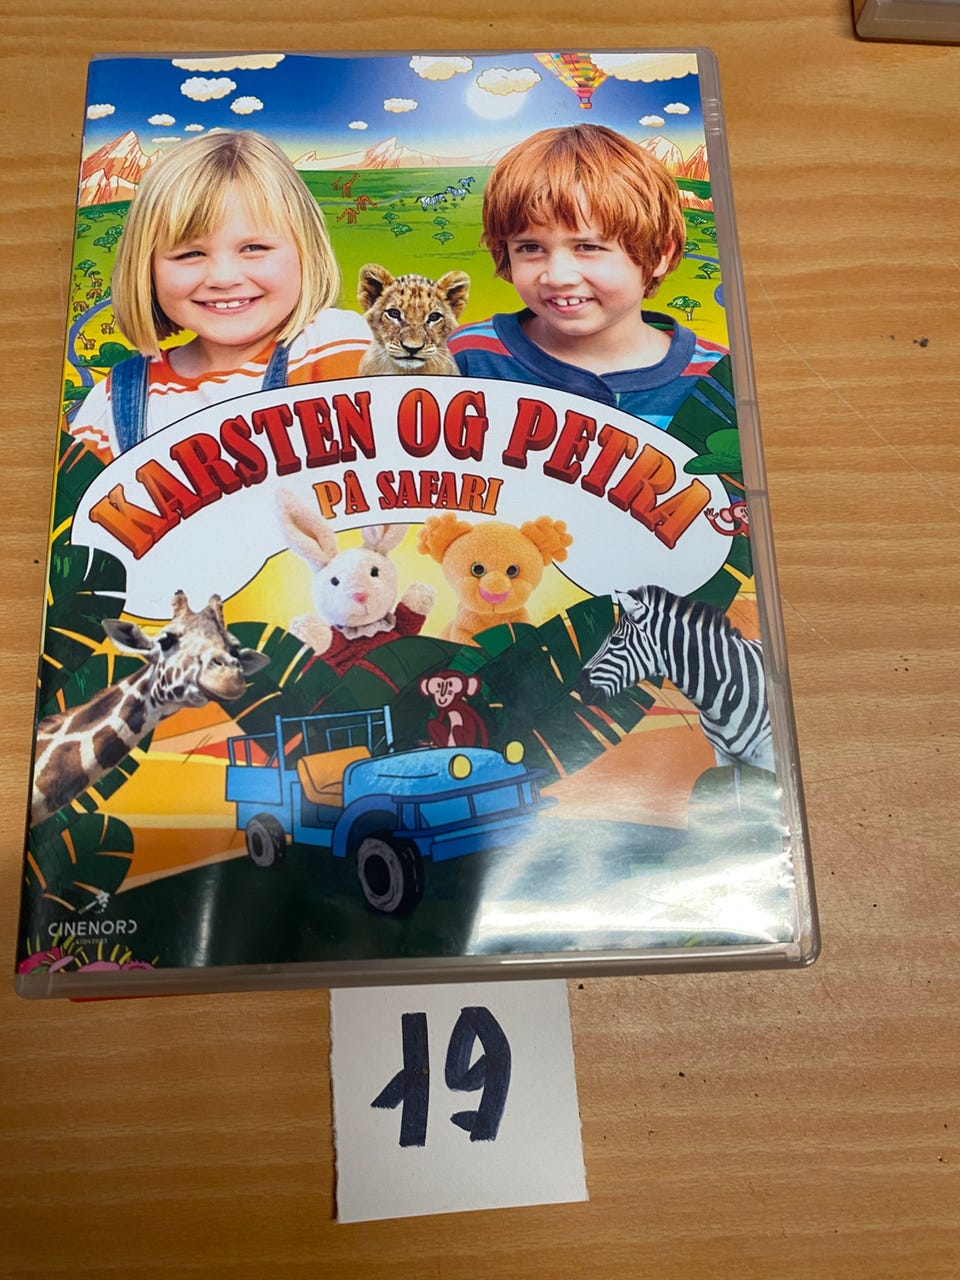 KARSTEN OG PETRA
PÅ SAFARI
CINENORD
19